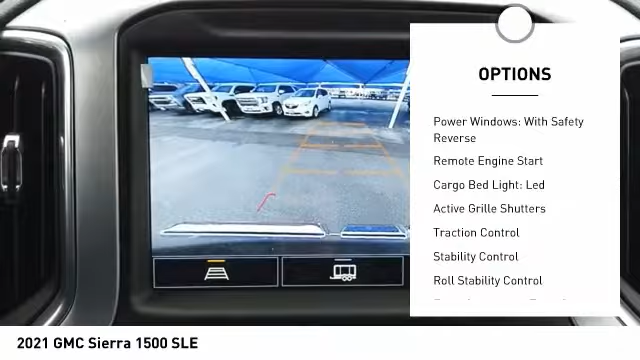 OPTIONS
Power Windows: With Safety
Reverse
Remote Engine Start
Cargo Bed Light: Led
Active Grille Shutters
Traction Control
Stability Control
Roll Stability Control
2021 GMC Sierra 1500 SLE